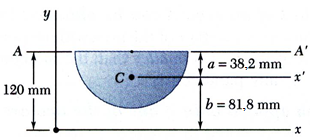 y
A
A'
a = 38,2 mm
C
x'
120 mm
b = 81,8 mm
x